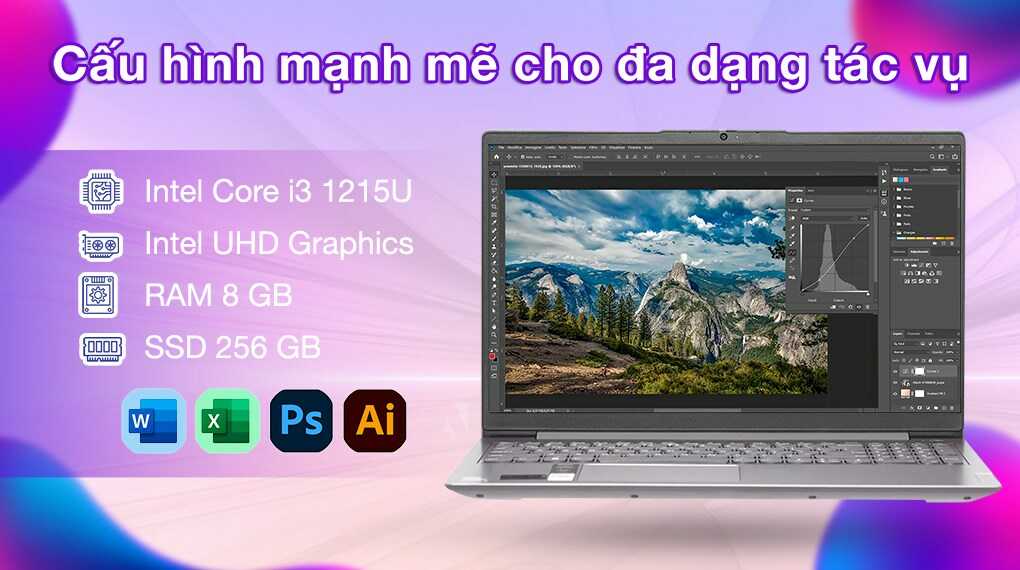 Cấu hình mạnh mẽ cho đa dạng tác vụ
Intel Core i3 1215U
Intel UHD Graphics
RAM 8 GB
SSD 256 GB
W
X
Ps
Ai
Properties